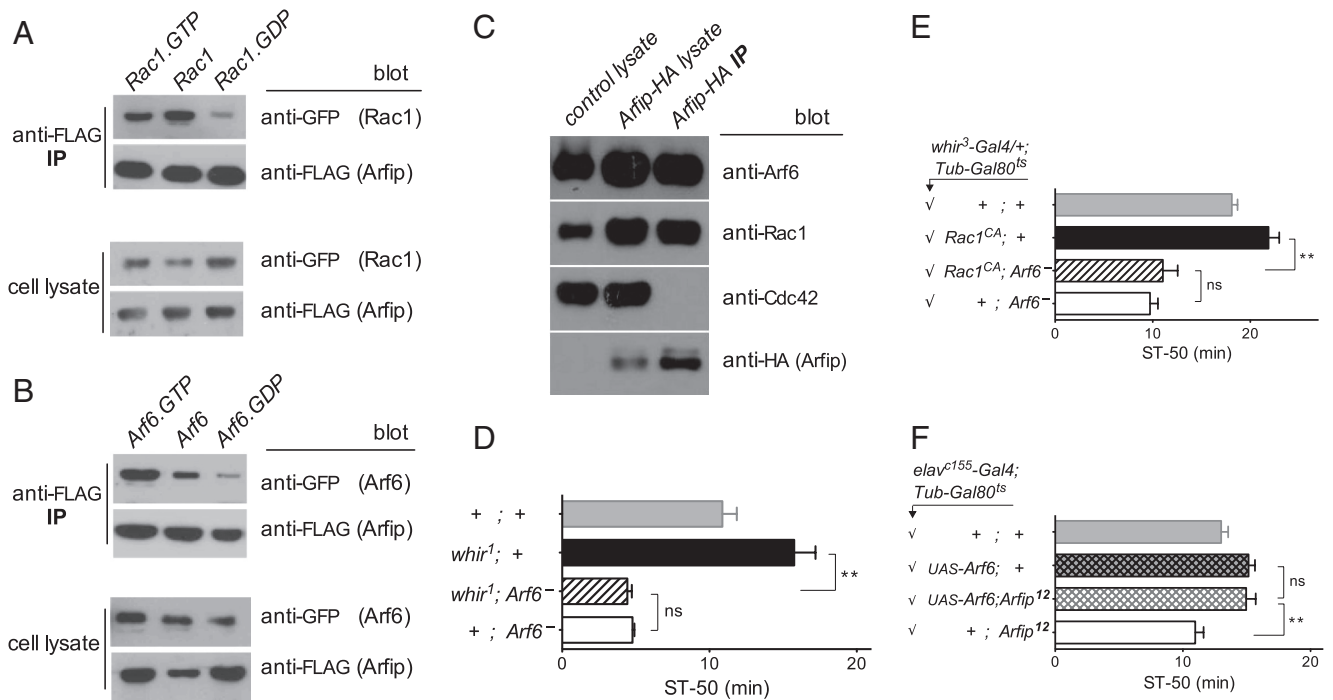 A
Rac1.GTP
Rac1
Rac1.GDP
blot
anti-FLAG
IP
anti-GFP (Rac1)
anti-FLAG (Arfip)
cell lysate
anti-GFP (Rac1)
anti-FLAG (Arfip)
B
Arf6.GTP
Arf6
Arf6.GDP
blot
anti-FLAG
IP
anti-GFP (Arf6)
anti-FLAG (Arfip)
cell lysate
anti-GFP (Arf6)
anti-FLAG (Arfip)
C
control lysate
Arfip-HA lysate
Arfip-HA IP
blot
anti-Arf6
anti-Rac1
anti-Cdc42
anti-HA (Arfip)
D
+ ; +
whir¹; +
whir¹; Arf6⁻
+ ; Arf6⁻
**
ns
0 10 20
ST-50 (min)
E
whir³-Gal4/+;
Tub-Gal80ᵗˢ
√ + ; +
√ Rac1ᶜᴬ; +
√ Rac1ᶜᴬ; Arf6⁻
√ + ; Arf6⁻
**
ns
0 10 20
ST-50 (min)
F
elavᶜ¹⁵⁵-Gal4;
Tub-Gal80ᵗˢ
√ + ; +
√ UAS-Arf6; +
√ UAS-Arf6;Arfip¹²
√ + ; Arfip¹²
ns
**
0 10 20
ST-50 (min)